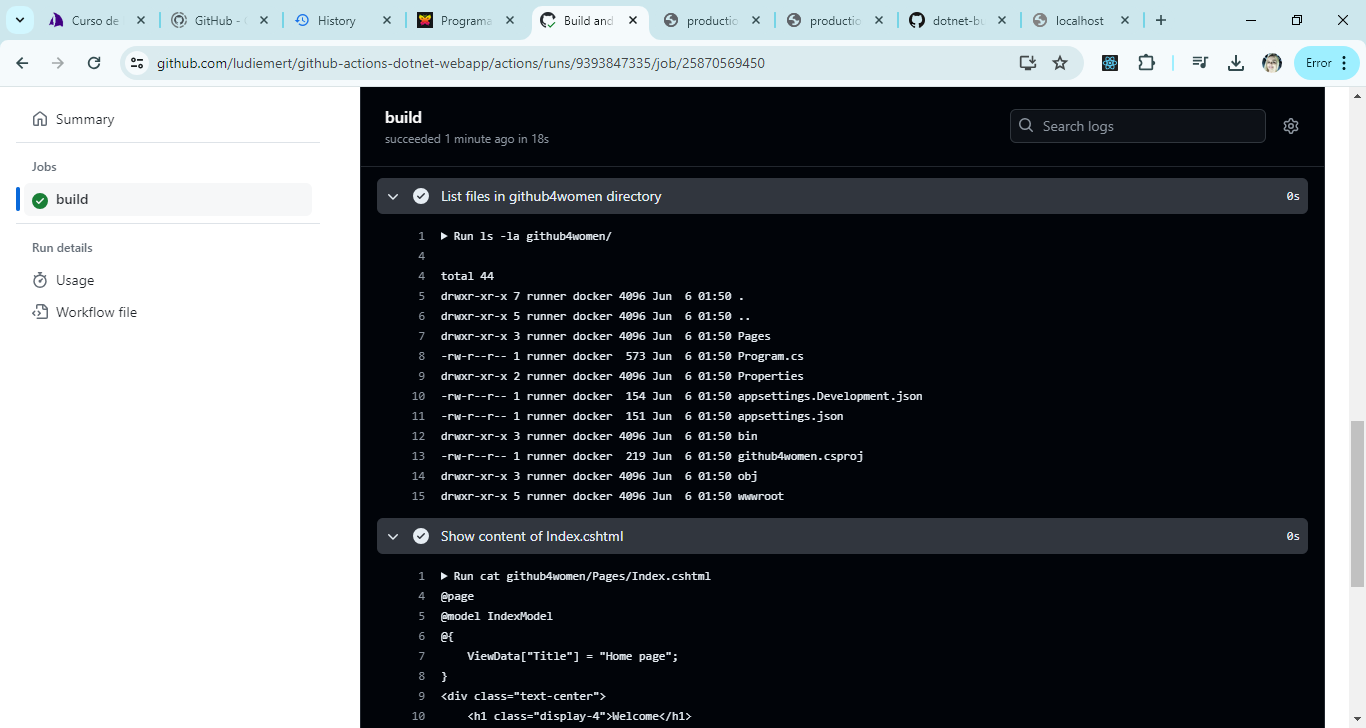 Curso de
GitHub -
History
Programa
Build and
productio
productio
dotnet-bu
localhost
github.com/ludiemert/github-actions-dotnet-webapp/actions/runs/9393847335/job/25870569450
Error
Summary
Jobs
build
Run details
Usage
Workflow file
build
succeeded 1 minute ago in 18s
Search logs
List files in github4women directory 0s
1 Run ls -la github4women/
4
4 total 44
5 drwxr-xr-x 7 runner docker 4096 Jun  6 01:50 .
6 drwxr-xr-x 5 runner docker 4096 Jun  6 01:50 ..
7 drwxr-xr-x 3 runner docker 4096 Jun  6 01:50 Pages
8 -rw-r--r-- 1 runner docker  573 Jun  6 01:50 Program.cs
9 drwxr-xr-x 2 runner docker 4096 Jun  6 01:50 Properties
10 -rw-r--r-- 1 runner docker  154 Jun  6 01:50 appsettings.Development.json
11 -rw-r--r-- 1 runner docker  151 Jun  6 01:50 appsettings.json
12 drwxr-xr-x 3 runner docker 4096 Jun  6 01:50 bin
13 -rw-r--r-- 1 runner docker  219 Jun  6 01:50 github4women.csproj
14 drwxr-xr-x 3 runner docker 4096 Jun  6 01:50 obj
15 drwxr-xr-x 5 runner docker 4096 Jun  6 01:50 wwwroot
Show content of Index.cshtml 0s
1 Run cat github4women/Pages/Index.cshtml
4 @page
5 @model IndexModel
6 @{
7     ViewData["Title"] = "Home page";
8 }
9 <div class="text-center">
10     <h1 class="display-4">Welcome</h1>